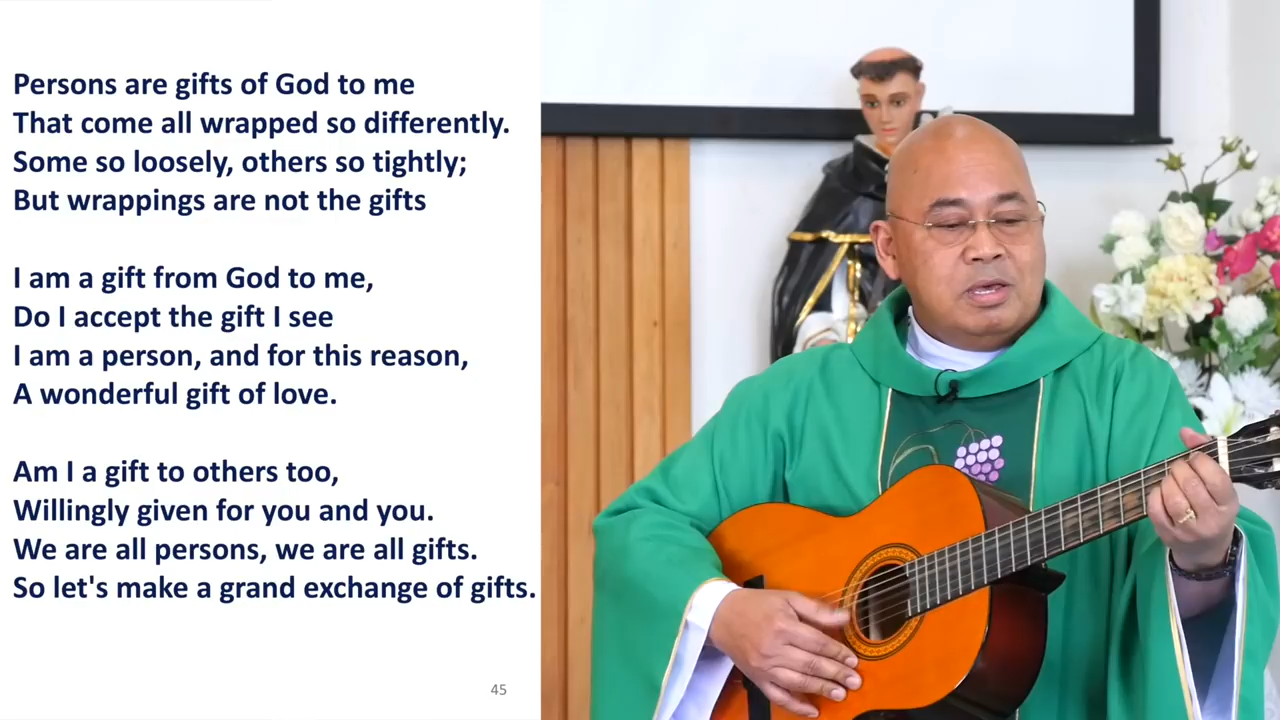 Persons are gifts of God to me
That come all wrapped so differently.
Some so loosely, others so tightly;
But wrappings are not the gifts
I am a gift from God to me,
Do I accept the gift I see
I am a person, and for this reason,
A wonderful gift of love.
Am I a gift to others too,
Willingly given for you and you.
We are all persons, we are all gifts.
So let's make a grand exchange of gifts.
45